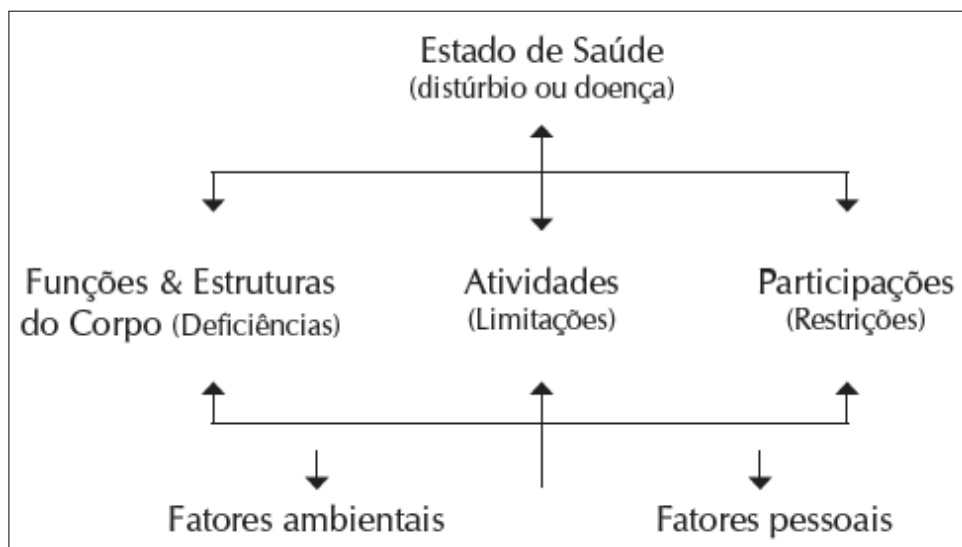 Estado de Saúde
(distúrbio ou doença)
Funções & Estruturas
do Corpo (Deficiências)
Atividades
(Limitações)
Participações
(Restrições)
Fatores ambientais
Fatores pessoais